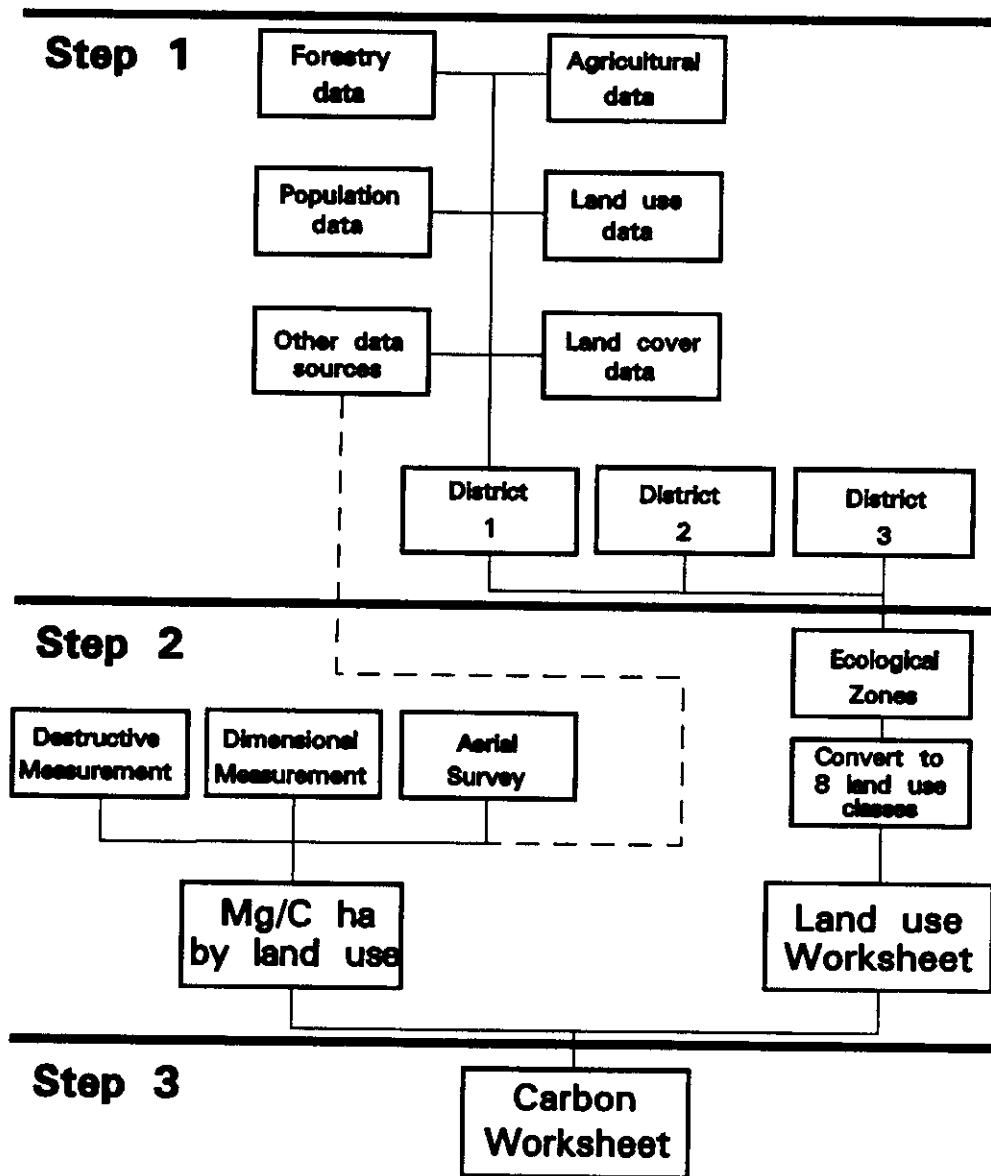 Step 1
Forestry
data
Agricultural
data
Population
data
Land use
data
Other data
sources
Land cover
data
District
1
District
2
District
3
Step 2
Ecological
Zones
Destructive
Measurement
Dimensional
Measurement
Aerial
Survey
Convert to
8 land use
classes
Mg/C ha
by land use
Land use
Worksheet
Step 3
Carbon
Worksheet